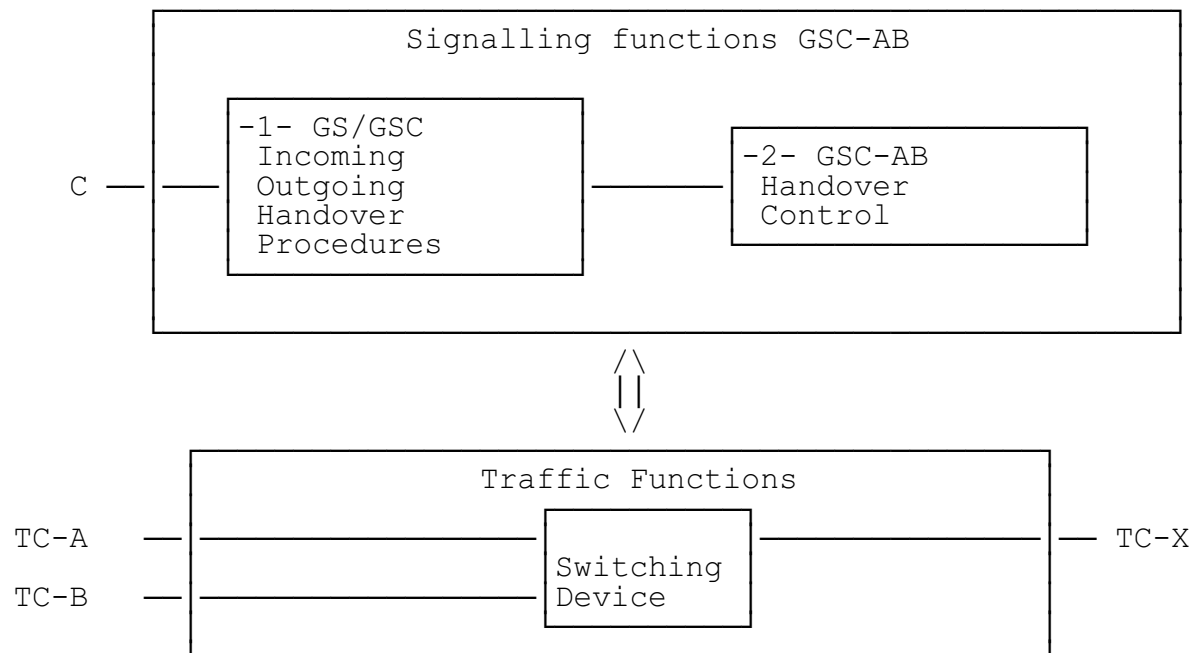 Signalling functions GSC-AB
-1- GS/GSC
Incoming
Outgoing
Handover
Procedures
-2- GSC-AB
Handover
Control
C
Traffic Functions
TC-A
TC-B
Switching
Device
TC-X